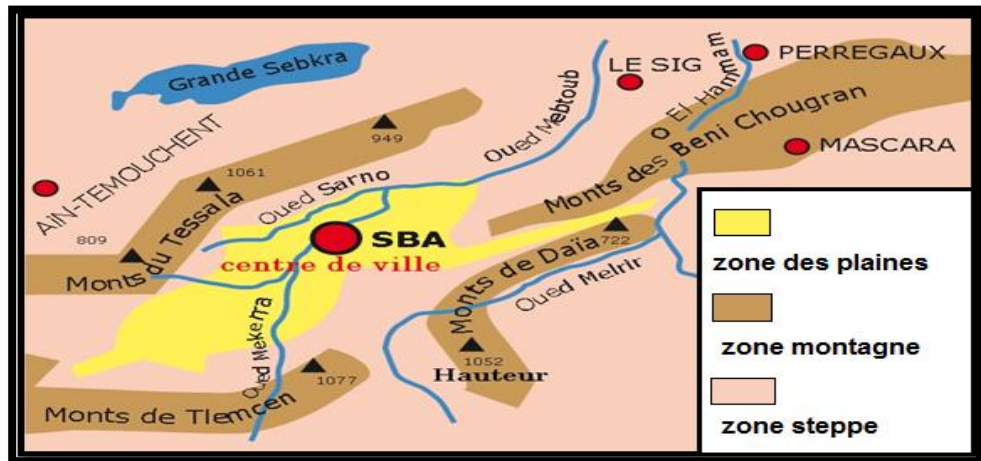 Grande Sebkra
AIN-TEMOUCHENT
949
1061
809
Monts du Tessala
Oued Sarno
Oued Mebtoub
LE SIG
O El Hammam
PERREGAUX
MASCARA
Monts des Beni Chougran
SBA
centre de ville
722
Monts de Daïa
Oued Melrir
Oued Mekerra
1052
Hauteur
1077
Monts de Tlemcen
zone des plaines
zone montagne
zone steppe